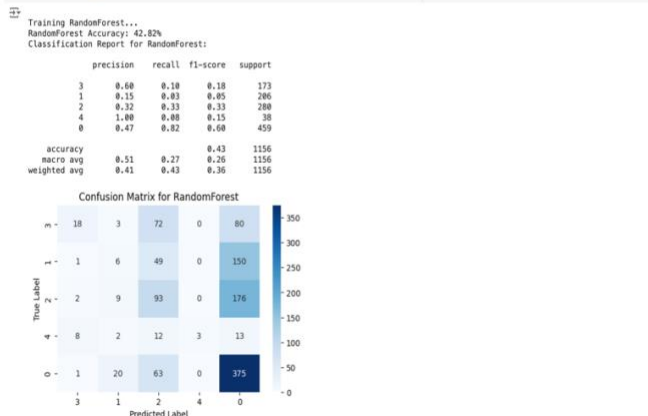 Training RandomForest...
RandomForest Accuracy: 42.82%
Classification Report for RandomForest:
precision recall f1-score support
3 0.60 0.10 0.18 173
1 0.15 0.03 0.05 206
2 0.32 0.33 0.33 280
4 1.00 0.08 0.15 38
0 0.47 0.82 0.60 459
accuracy 0.43 1156
macro avg 0.51 0.27 0.26 1156
weighted avg 0.41 0.43 0.36 1156
Confusion Matrix for RandomForest
3 18 3 72 0 80
1 1 6 49 0 150
2 2 9 93 0 176
4 8 2 12 3 13
0 1 20 63 0 375
3 1 2 4 0
Predicted Label
True Label
350
300
250
200
150
100
50
0